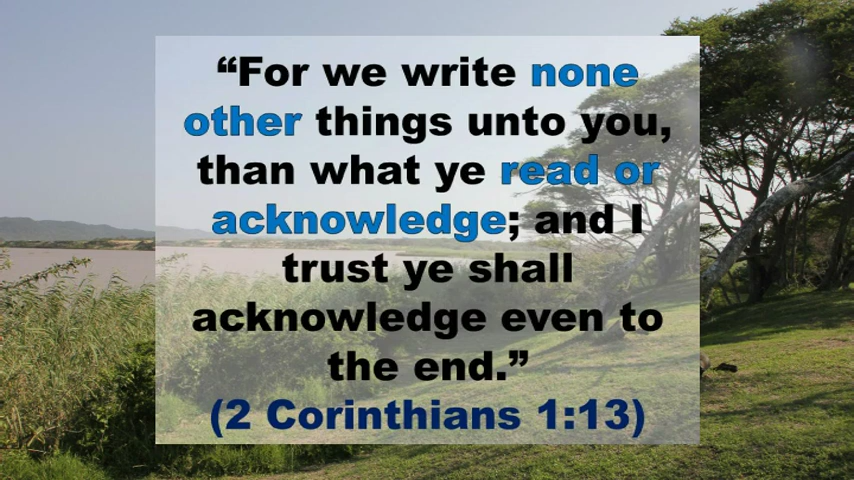 “For we write none
other things unto you,
than what ye read or
acknowledge; and I
trust ye shall
acknowledge even to
the end.”
(2 Corinthians 1:13)